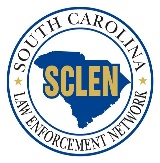 SOUTH CAROLINA
SCLEN
LAW ENFORCEMENT NETWORK